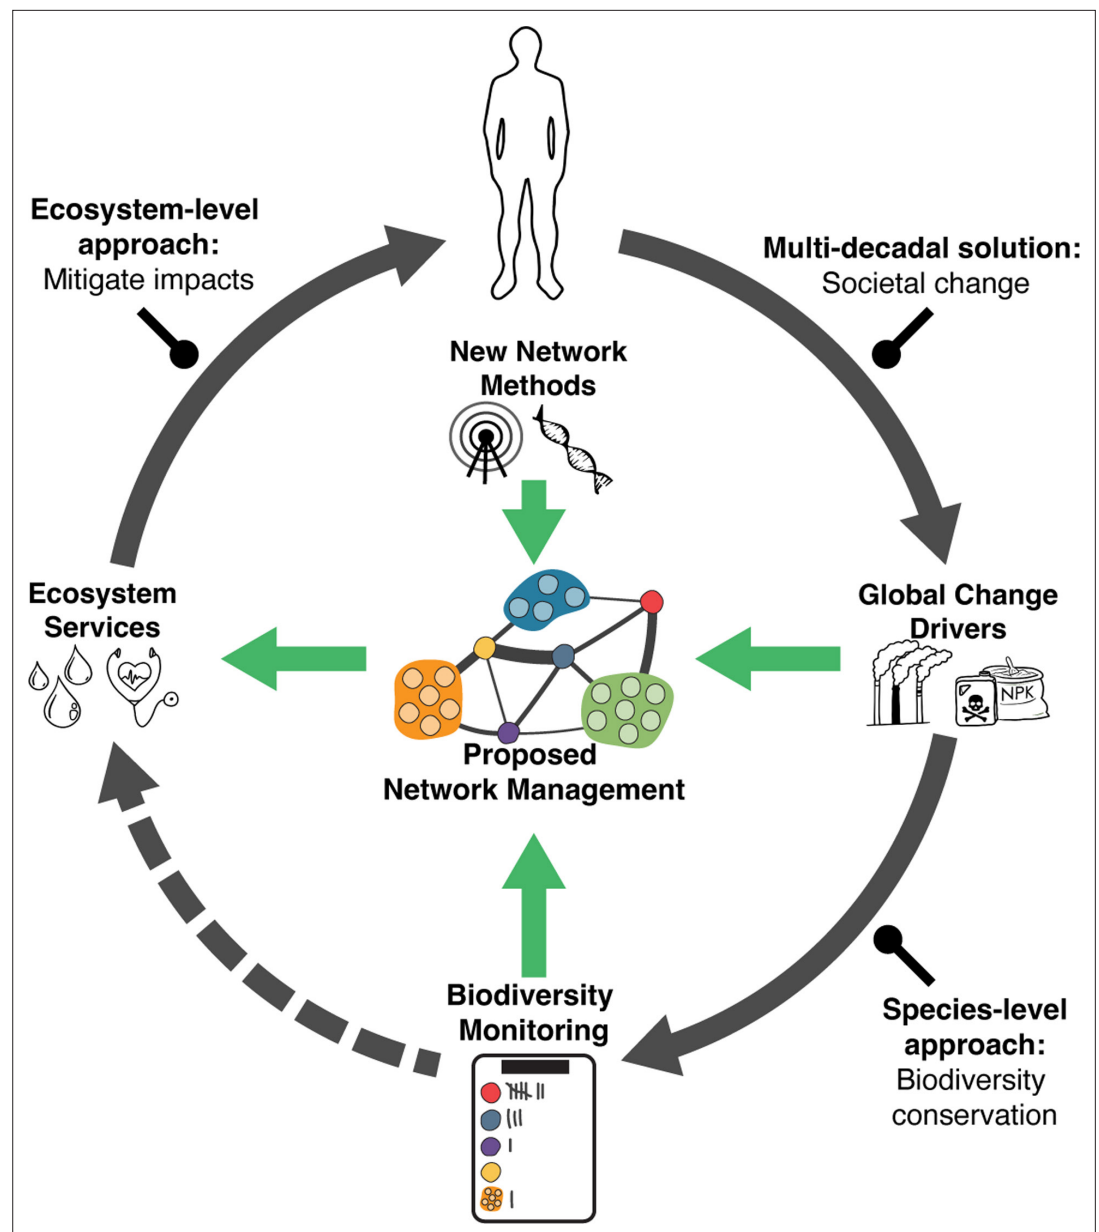 Ecosystem-level
approach:
Mitigate impacts
Multi-decadal solution:
Societal change
New Network
Methods
Ecosystem
Services
Global Change
Drivers
NPK
Proposed
Network Management
Biodiversity
Monitoring
Species-level
approach:
Biodiversity
conservation